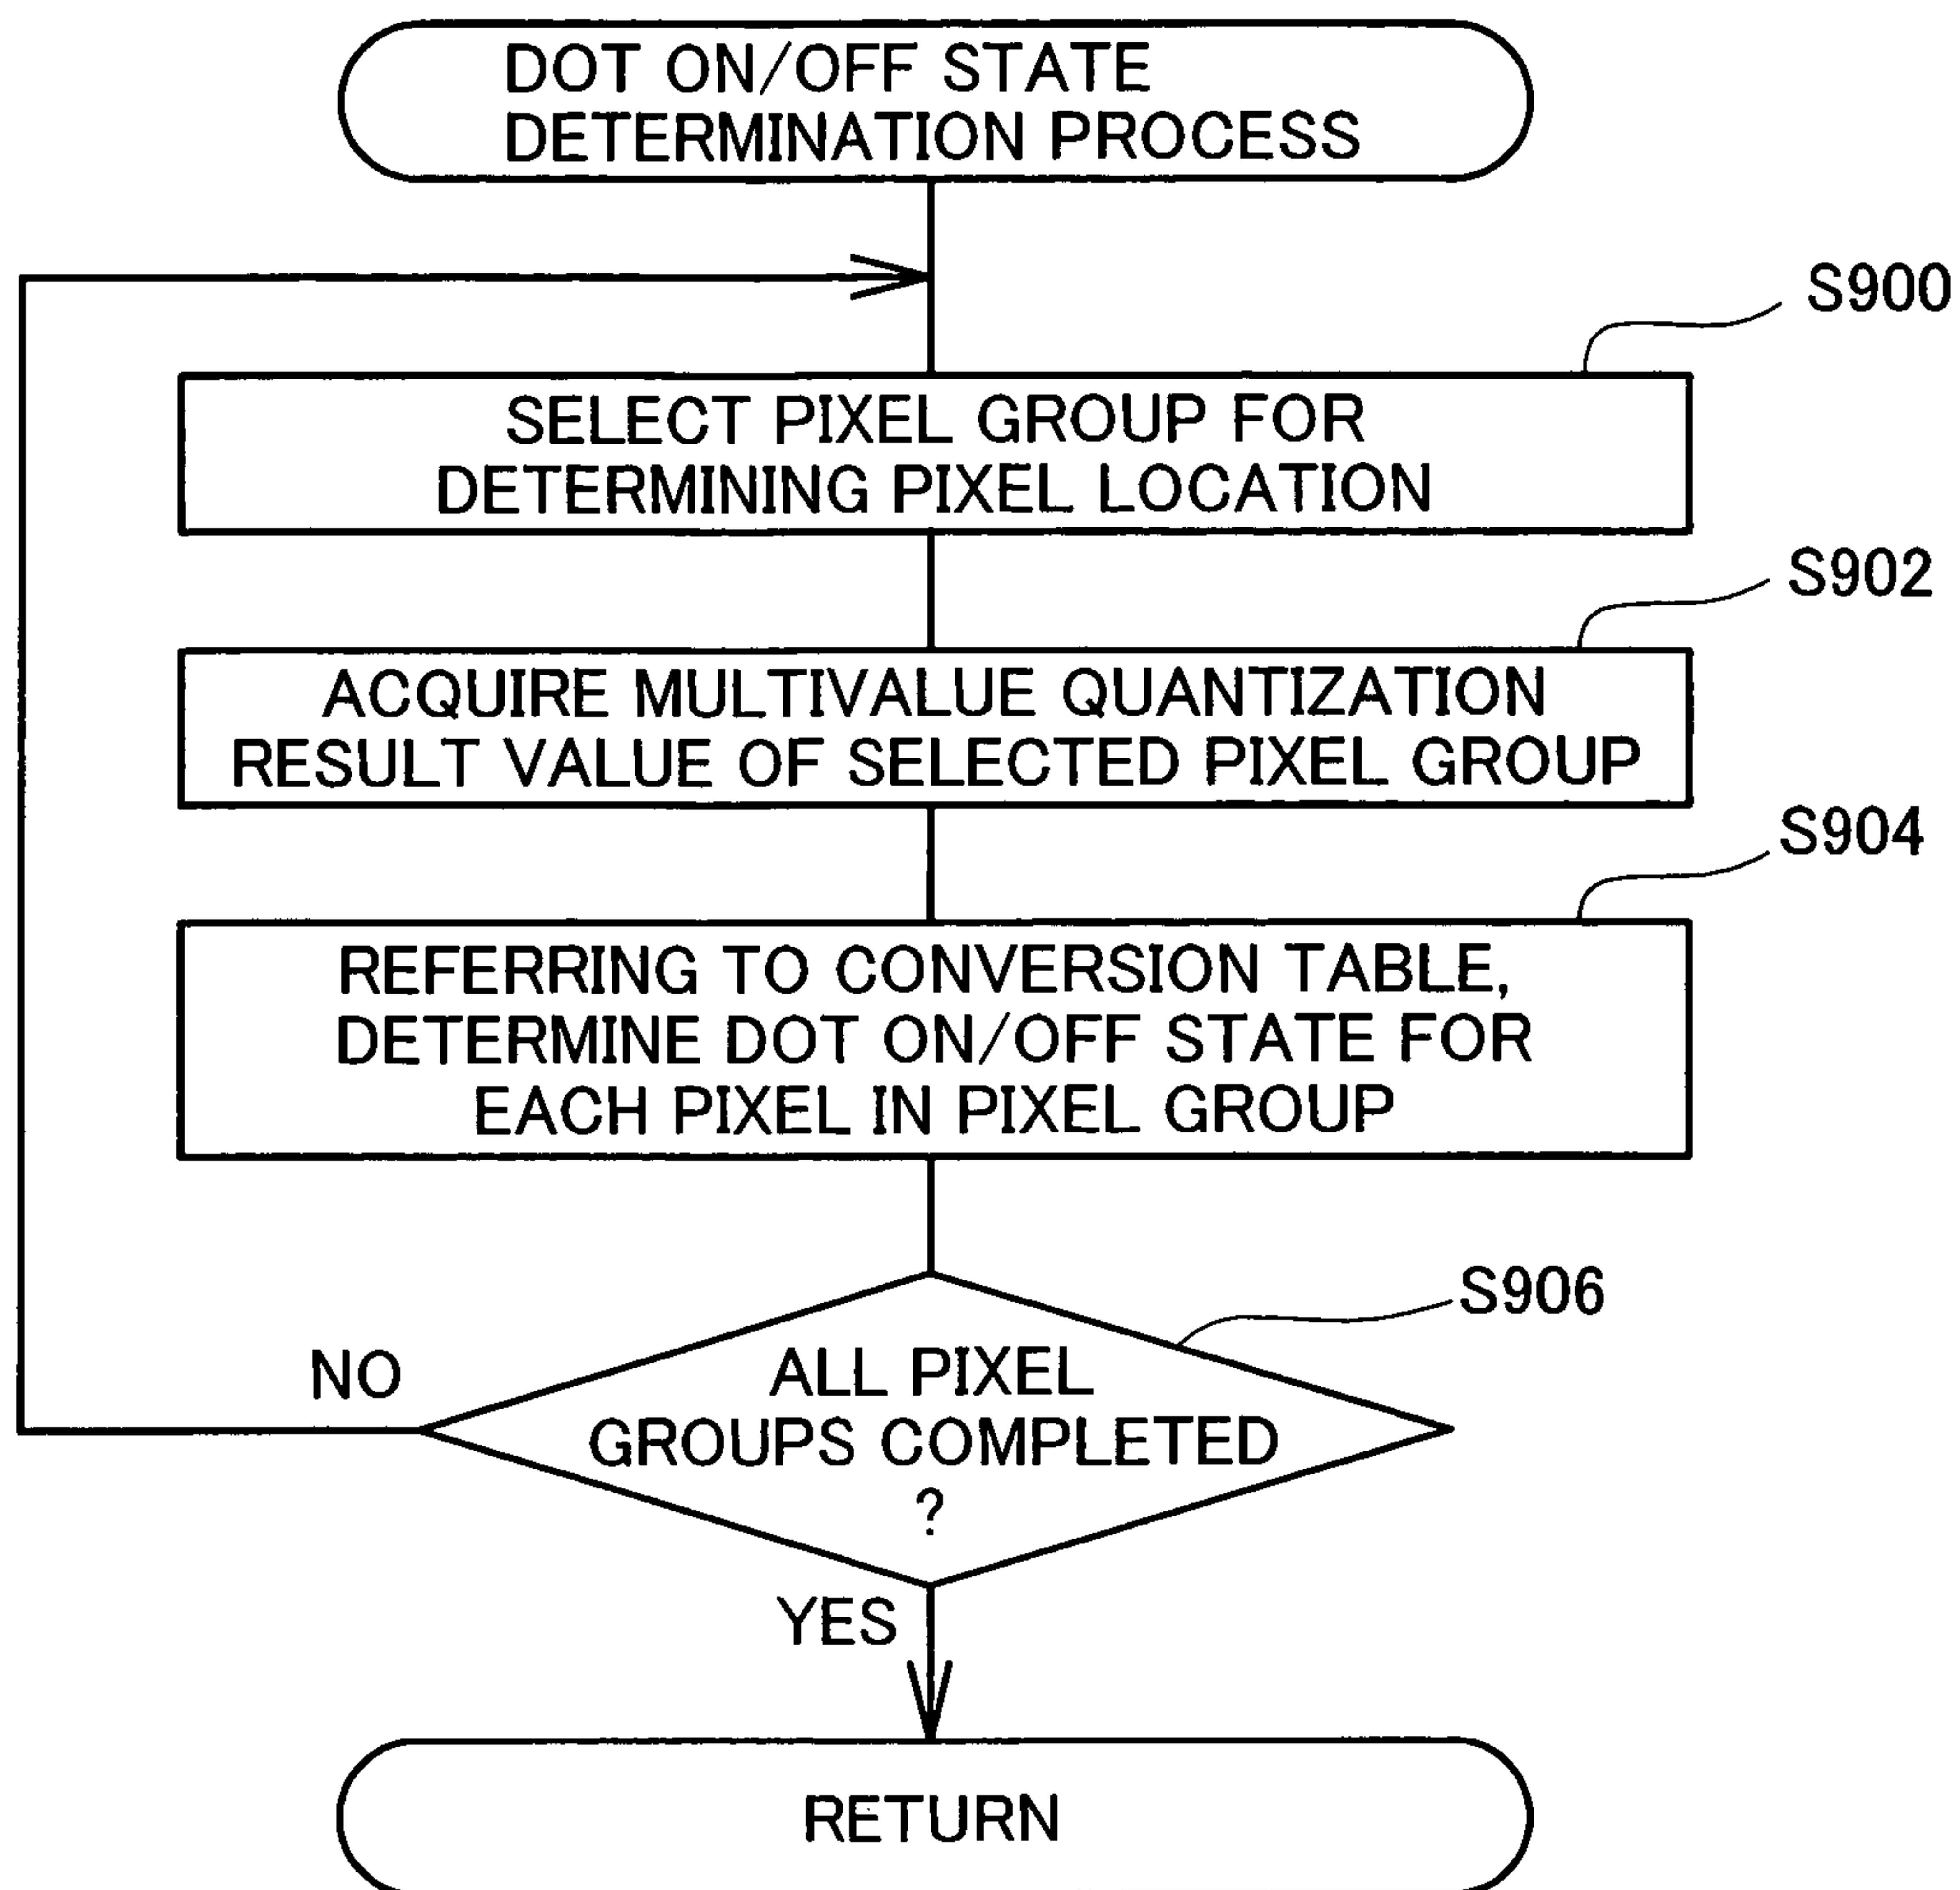 DOT ON/OFF STATE
DETERMINATION PROCESS
S900
SELECT PIXEL GROUP FOR
DETERMINING PIXEL LOCATION
S902
ACQUIRE MULTIVALUE QUANTIZATION
RESULT VALUE OF SELECTED PIXEL GROUP
S904
REFERRING TO CONVERSION TABLE,
DETERMINE DOT ON/OFF STATE FOR
EACH PIXEL IN PIXEL GROUP
S906
NO
ALL PIXEL
GROUPS COMPLETED
?
YES
RETURN